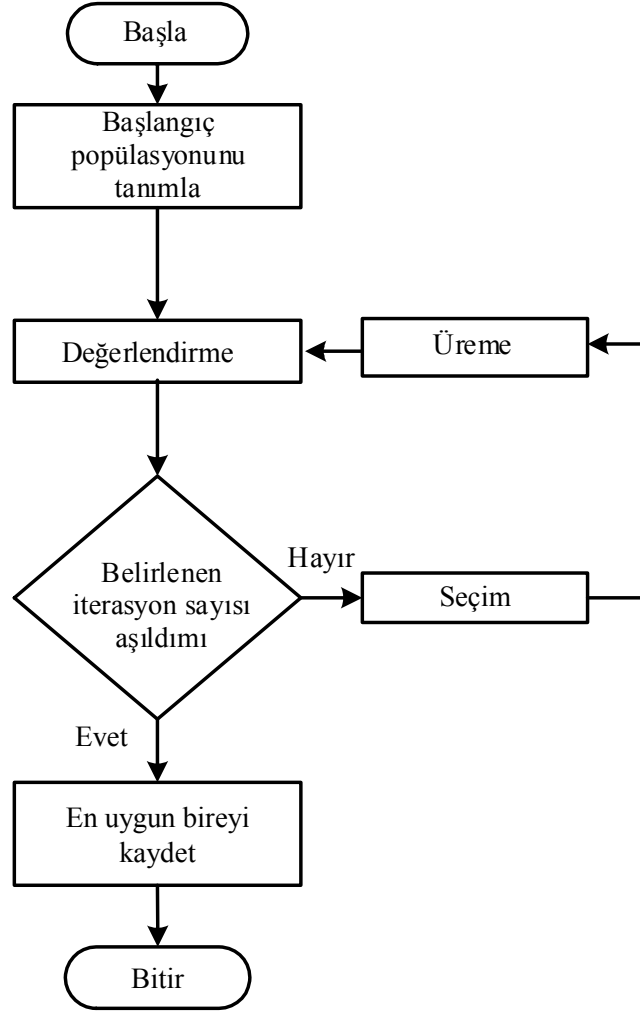 Başla
Başlangıç
popülasyonunu
tanımla
Değerlendirme
Üreme
Belirlenen
iterasyon sayısı
aşıldımı
Hayır
Seçim
Evet
En uygun bireyi
kaydet
Bitir